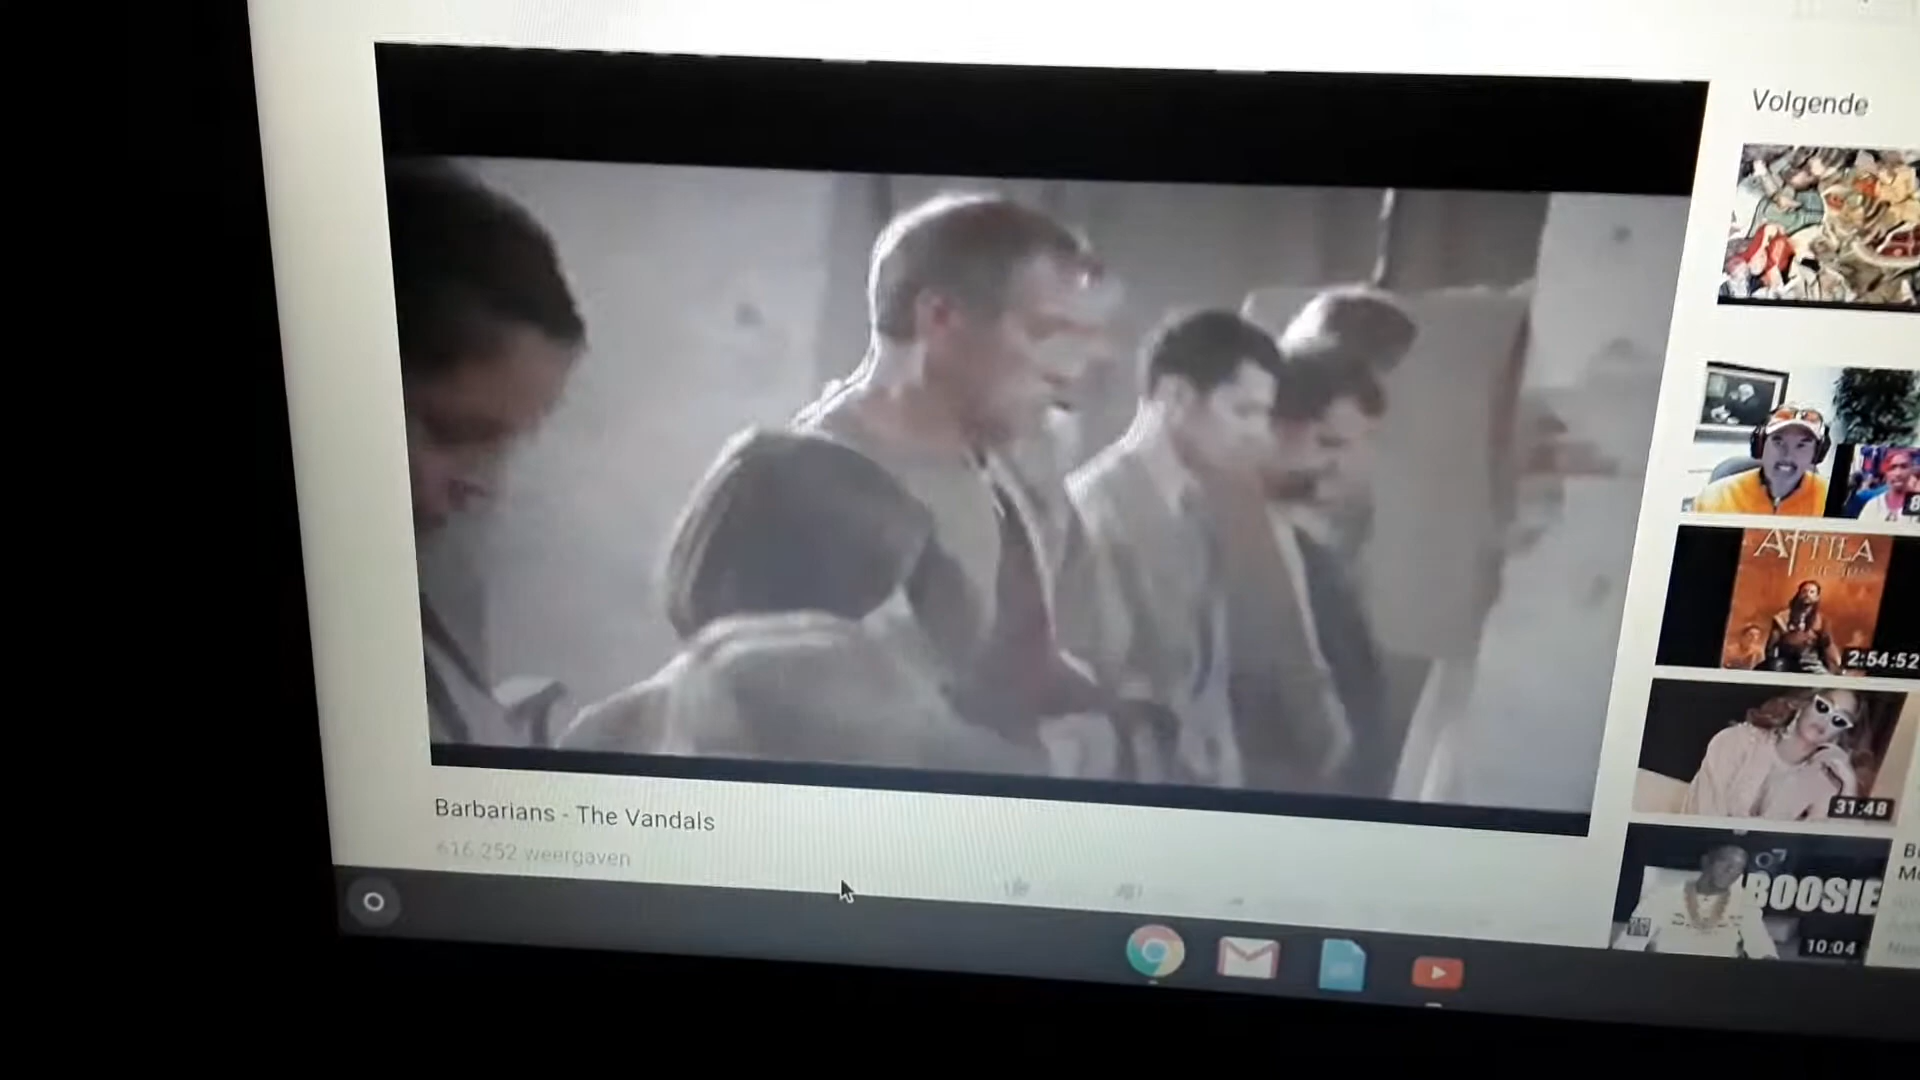 Volgende
ATTILA
2:54:52
31:48
BOOSIE
10:04
Barbarians - The Vandals
616.252 weergaven